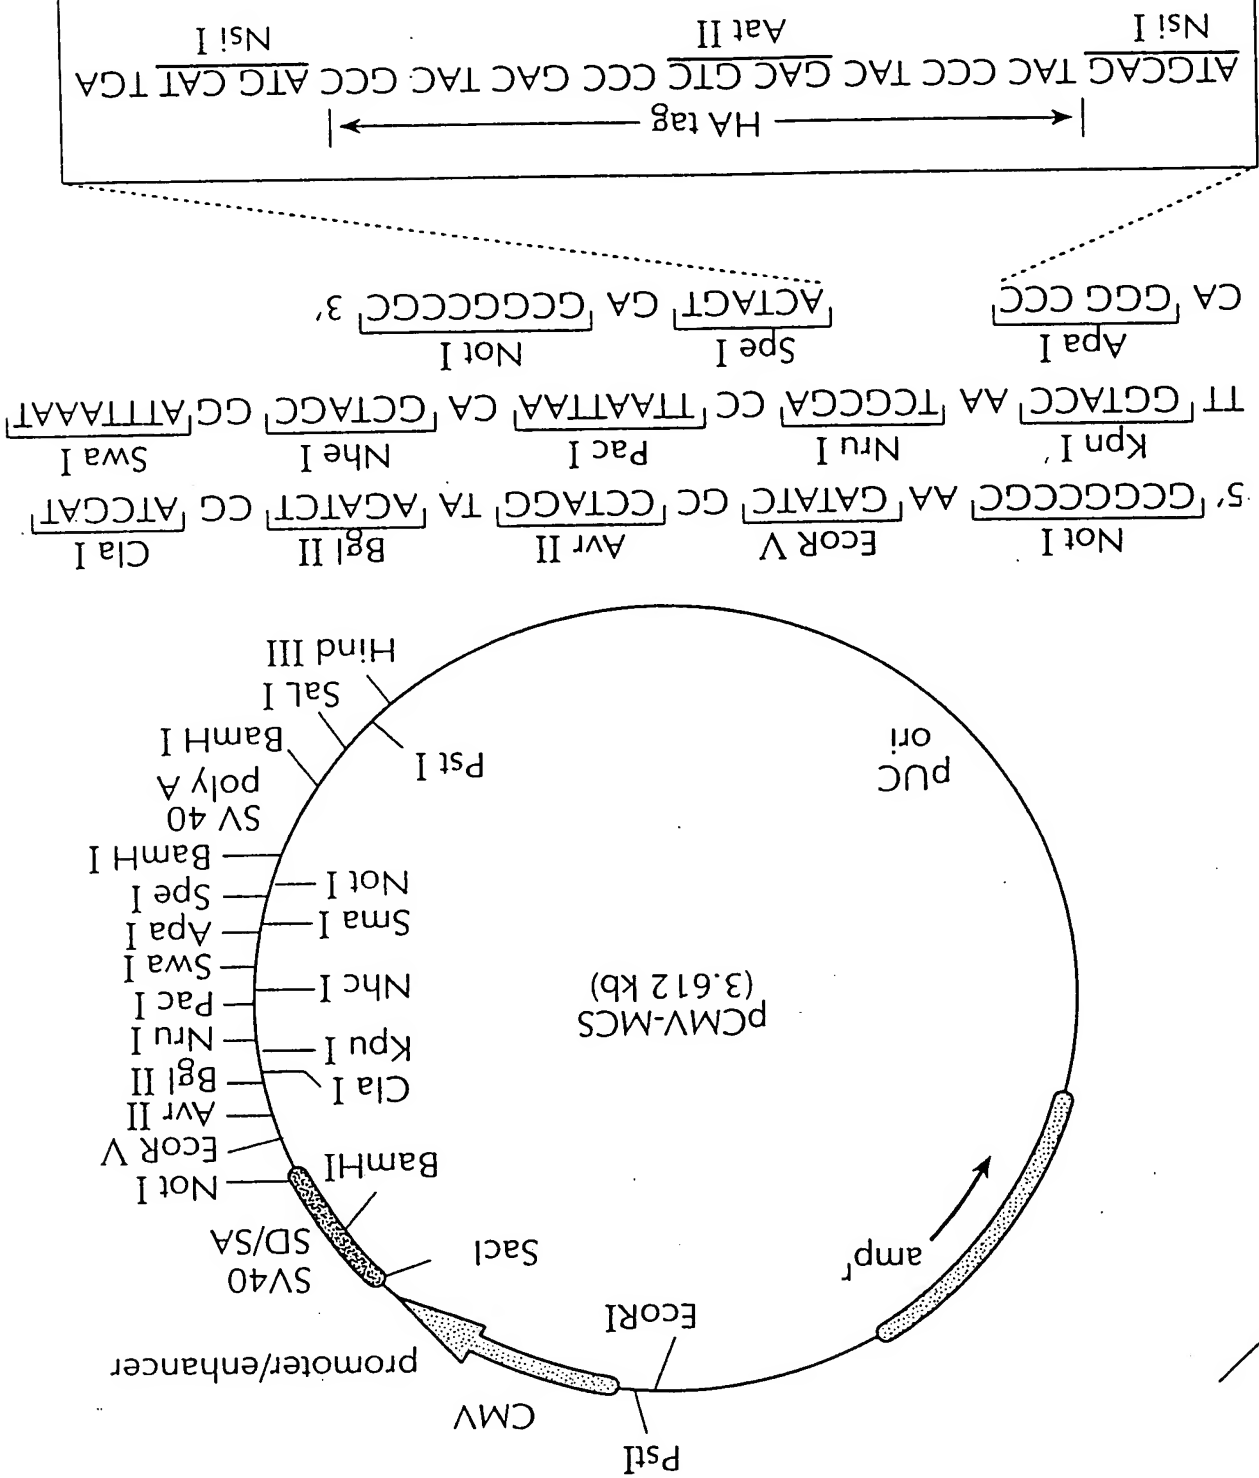 PstI
CMV
promoter/enhancer
EcoRI
amp^r
SV40
SD/SA
SacI
BamHI
Not I
EcoR V
Avr II
Bgl II
Cla I
Kpu I
Nru I
Pac I
Nhc I
Swa I
Apa I
Sma I
Spe I
Not I
BamH I
SV 40
poly A
BamH I
SaL I
Pst I
Hind III
pCMV-MCS
(3.612 kb)
pUC
ori
Not I EcoR V Avr II Bgl II Cla I
5' GCGGCCGC AA GATATC GC CCTAGG TA AGATCT CG ATCGAT
Kpn I Nru I Pac I Nhe I Swa I
TT GGTACC AA TCGCGA CC TTAATTAA CA GCTAGC GG ATTTAAAT
Apa I Spe I Not I
CA GGG CCC ACTAGT GA GCGGCCGC 3'
HA tag
ATGCAG TAC CCC TAC GAC GTC CCC GAC TAC GCC ATG CAT TGA
Nsi I Aat II Nsi I